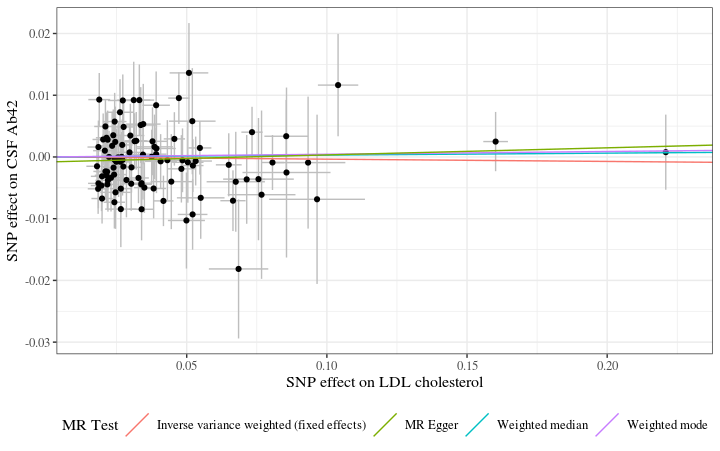 0.02
0.01
0.00
-0.01
-0.02
-0.03
SNP effect on CSF Ab42
0.05
0.10
0.15
0.20
SNP effect on LDL cholesterol
MR Test
Inverse variance weighted (fixed effects)
MR Egger
Weighted median
Weighted mode